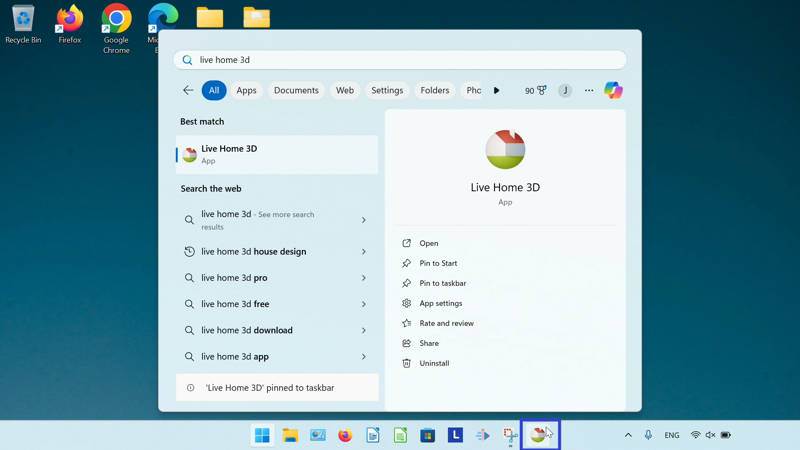 Recycle Bin
Firefox
Google
Chrome
live home 3d
All
Apps
Documents
Web
Settings
Folders
90
J
Best match
Live Home 3D
App
Search the web
live home 3d - See more search
results
live home 3d house design
live home 3d pro
live home 3d free
live home 3d download
live home 3d app
'Live Home 3D' pinned to taskbar
Live Home 3D
App
Open
Pin to Start
Pin to taskbar
App settings
Rate and review
Share
Uninstall
L
ENG